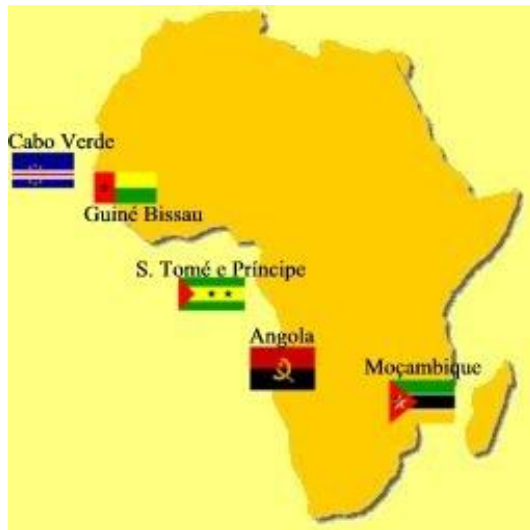 Cabo Verde
Guiné Bissau
S. Tomé e Príncipe
Angola
Moçambique